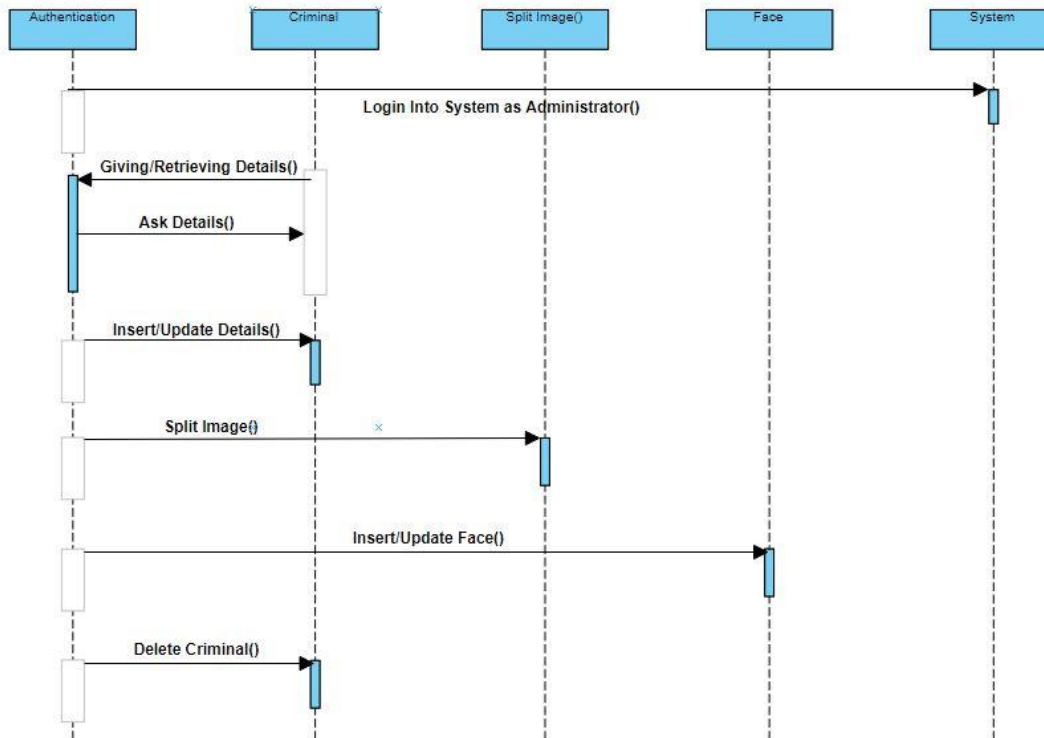 Authentication
Criminal
Split Image()
Face
System
Login Into System as Administrator()
Giving/Retrieving Details()
Ask Details()
Insert/Update Details()
Split Image()
Insert/Update Face()
Delete Criminal()